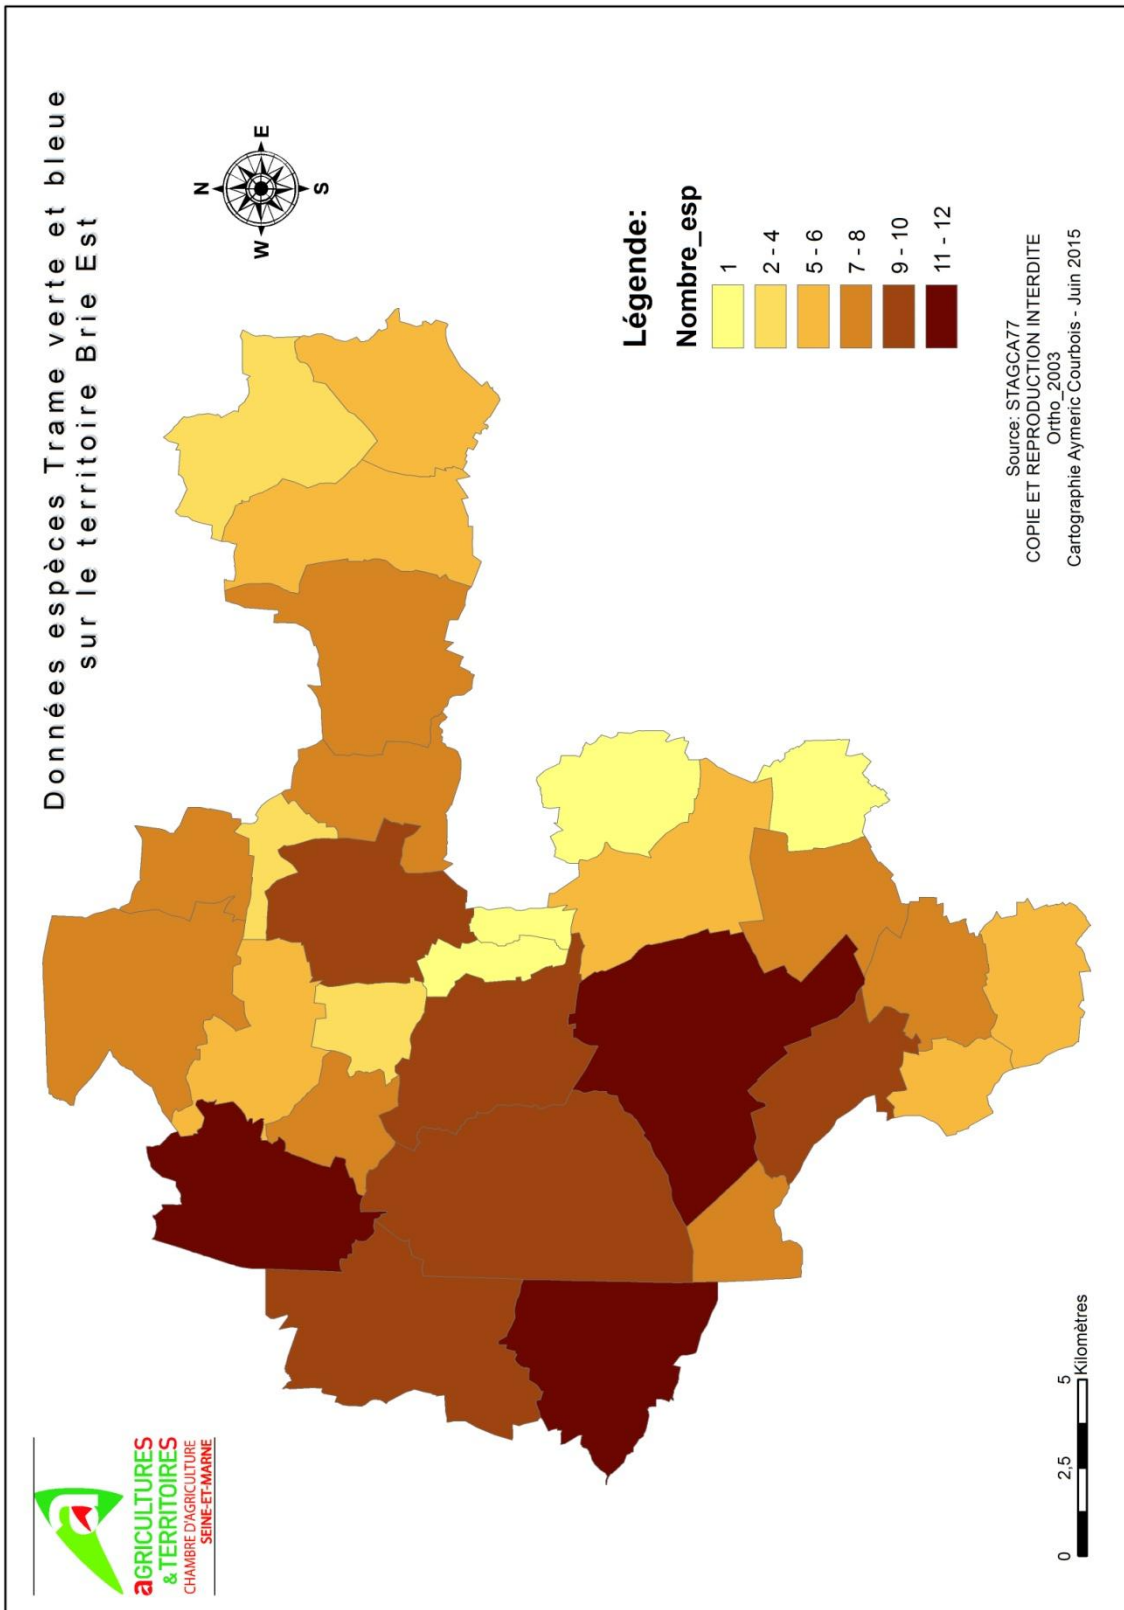 Données espèces Trame verte et bleue
sur le territoire Brie Est
aGRICULTURES
& TERRITOIRES
CHAMBRE D'AGRICULTURE
SEINE-ET-MARNE
N
W
E
S
Légende:
Nombre_esp
1
2 - 4
5 - 6
7 - 8
9 - 10
11 - 12
Source: STAGCA77
COPIE ET REPRODUCTION INTERDITE
Ortho_2003
Cartographie Aymeric Courbois - Juin 2015
0 2,5 5
Kilomètres